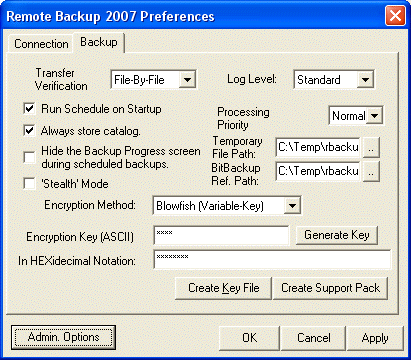 Remote Backup 2007 Preferences
Connection Backup
Transfer Verification File-By-File Log Level: Standard
Run Schedule on Startup
Processing Priority Normal
Always store catalog.
Temporary File Path: C:\Temp\rbacku ..
Hide the Backup Progress screen during scheduled backups.
BitBackup Ref. Path: C:\Temp\rbacku ..
'Stealth' Mode
Encryption Method: Blowfish (Variable-Key)
Encryption Key (ASCII) **** Generate Key
In HEXidecimal Notation: ********
Create Key File Create Support Pack
Admin. Options OK Cancel Apply